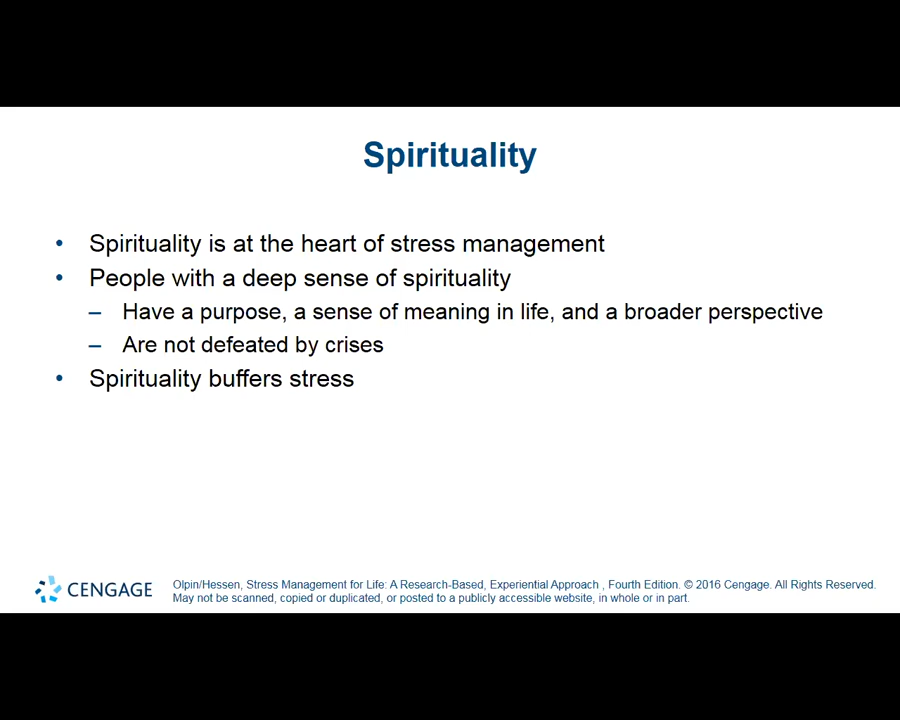 Spirituality
• Spirituality is at the heart of stress management
• People with a deep sense of spirituality
– Have a purpose, a sense of meaning in life, and a broader perspective
– Are not defeated by crises
• Spirituality buffers stress
CENGAGE
Olpin/Hessen, Stress Management for Life: A Research-Based, Experiential Approach , Fourth Edition. © 2016 Cengage. All Rights Reserved.
May not be scanned, copied or duplicated, or posted to a publicly accessible website, in whole or in part.